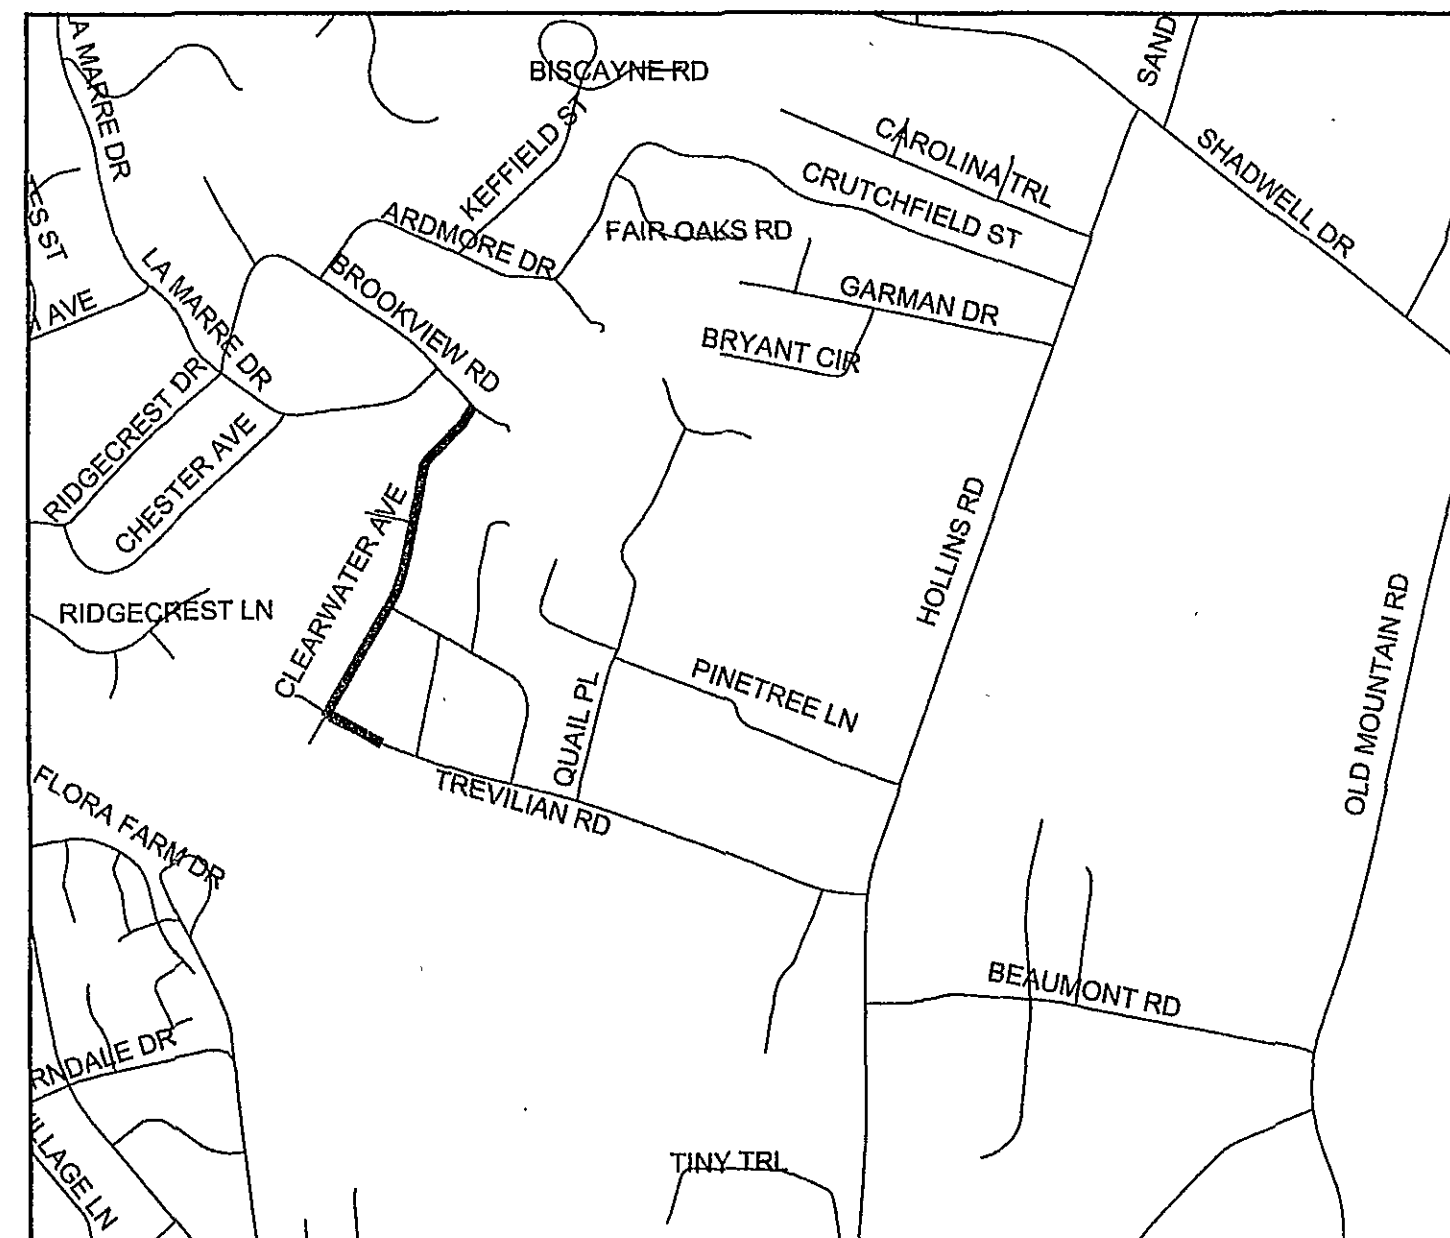 LA MARRE DR
SAND
BISCAYNE RD
KEFFIELD ST
CAROLINA TRL
SHADWELL DR
CRUTCHFIELD ST
ES ST
ARDMORE DR
FAIR OAKS RD
LA MARRE DR
BROOKVIEW RD
AVE
GARMAN DR
BRYANT CIR
RIDGECREST DR
CHESTER AVE
CLEARWATER AVE
HOLLINS RD
RIDGECREST LN
OLD MOUNTAIN RD
QUAIL PL
PINETREE LN
TREVILIAN RD
FLORA FARM DR
BEAUMONT RD
RNDALE DR
ILLAGE LN
TINY TRL